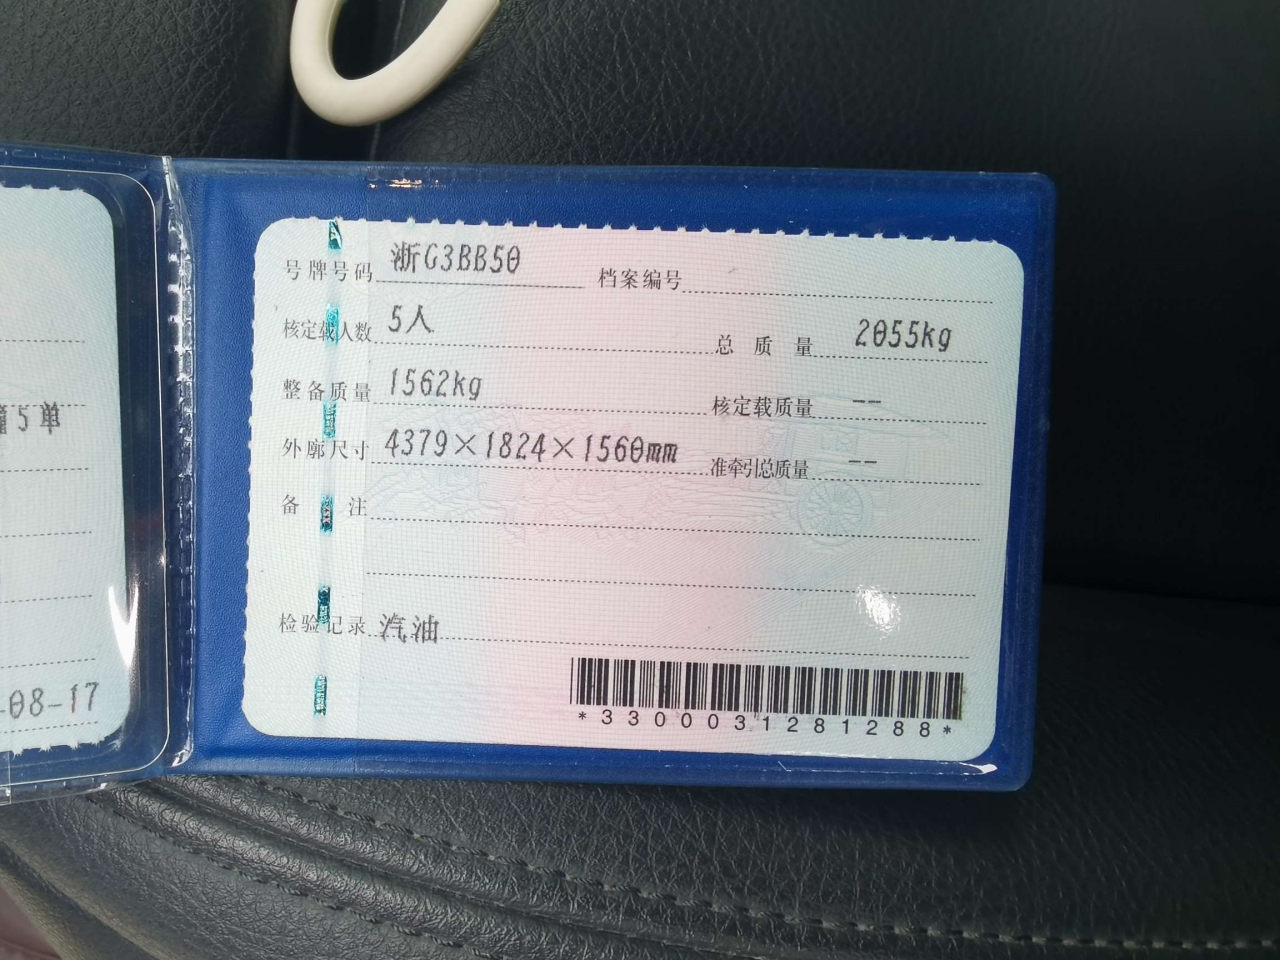 号牌号码 浙G3BB50 档案编号
核定载人数 5人 总质量 2055kg
整备质量 1562kg 核定载质量 --
外廓尺寸 4379×1824×1560mm 准牵引总质量 --
备注
检验记录 汽油
*3300031281288*
5单
-08-17